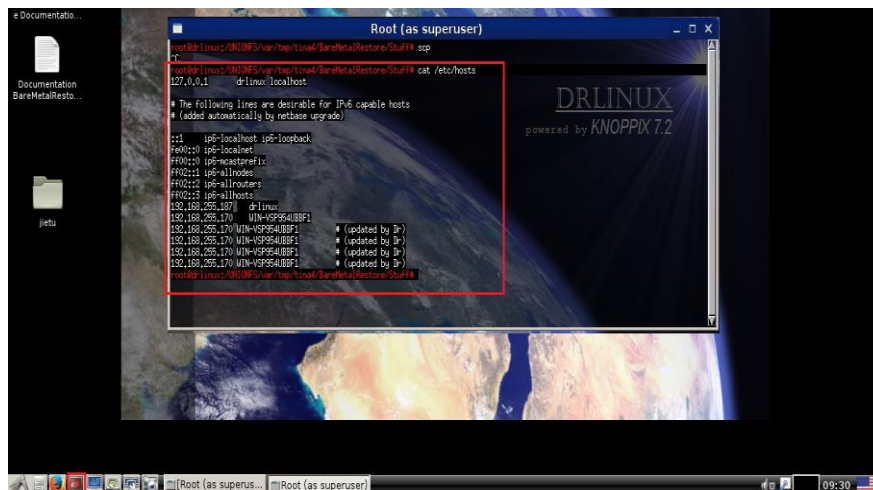 e Documentatio...
Documentation
BareMetalResto...
jietu
Root (as superuser)
root@drlinux:/UNIONFS/var/tmp/tina4/BareMetalRestore/Stuff# scp
^C
root@drlinux:/UNIONFS/var/tmp/tina4/BareMetalRestore/Stuff# cat /etc/hosts
127.0.0.1 drlinux localhost
# The following lines are desirable for IPv6 capable hosts
# (added automatically by netbase upgrade)
::1 ip6-localhost ip6-loopback
fe00::0 ip6-localnet
ff00::0 ip6-mcastprefix
ff02::1 ip6-allnodes
ff02::2 ip6-allrouters
ff02::3 ip6-allhosts
192.168.255.187 drlinux
192.168.255.170 WIN-VSP954UBBF1
192.168.255.170 WIN-VSP954UBBF1 # (updated by Dr)
192.168.255.170 WIN-VSP954UBBF1 # (updated by Dr)
192.168.255.170 WIN-VSP954UBBF1 # (updated by Dr)
192.168.255.170 WIN-VSP954UBBF1 # (updated by Dr)
root@drlinux:/UNIONFS/var/tmp/tina4/BareMetalRestore/Stuff#
DRLINUX
powered by KNOPPIX 7.2
[Root (as superus...
Root (as superuser)
09:30